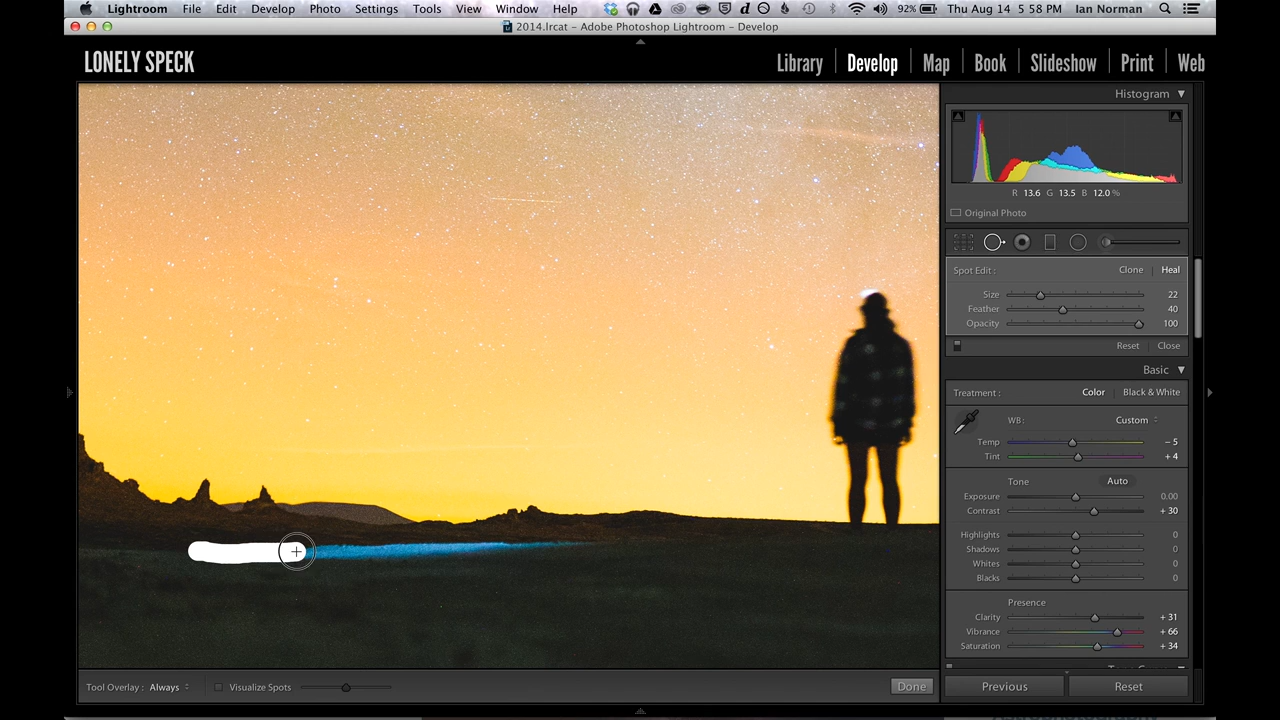 Lightroom File Edit Develop Photo Settings Tools View Window Help 92% Thu Aug 14 5:58 PM Ian Norman
2014.lrcat - Adobe Photoshop Lightroom - Develop
LONELY SPECK Library Develop Map Book Slideshow Print Web
Histogram
R 13.6 G 13.5 B 12.0 %
Original Photo
Spot Edit : Clone Heal
Size 22
Feather 40
Opacity 100
Reset Close
Basic
Treatment : Color Black & White
WB : Custom
Temp - 5
Tint + 4
Tone Auto
Exposure 0.00
Contrast + 30
Highlights 0
Shadows 0
Whites 0
Blacks 0
Presence
Clarity + 31
Vibrance + 66
Saturation + 34
Tool Overlay : Always Visualize Spots Done Previous Reset